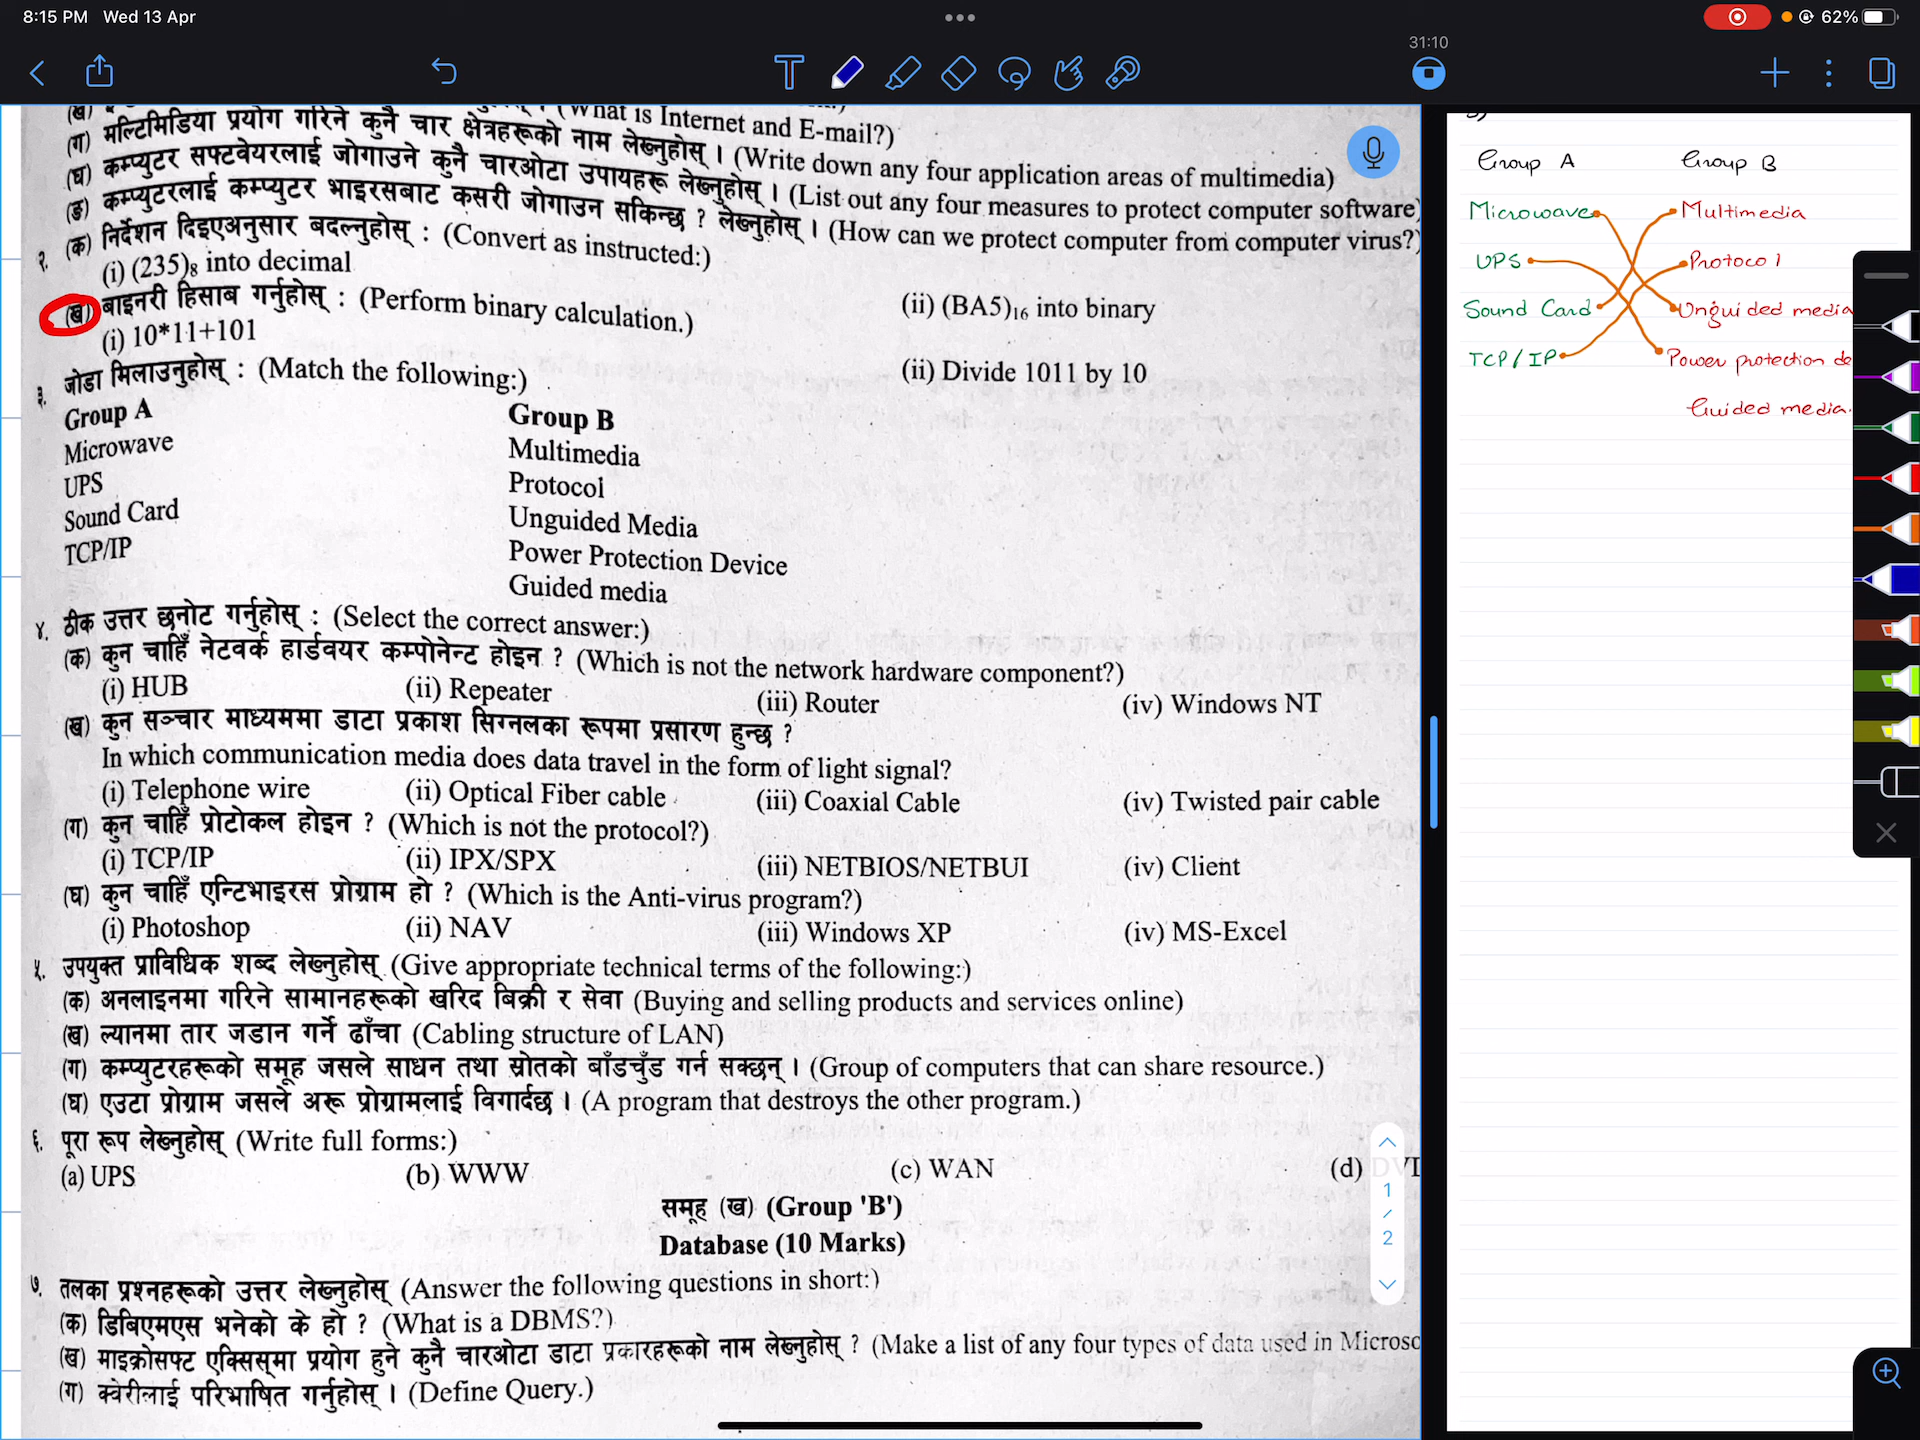 8:15 PM Wed 13 Apr
62%
31:10
(What is Internet and E-mail?)
(ग) मल्टिमिडिया प्रयोग गरिने कुनै चार क्षेत्रहरूको नाम लेख्नुहोस् । (Write down any four application areas of multimedia)
(घ) कम्प्युटर सफ्टवेयरलाई जोगाउने कुनै चारओटा उपायहरू लेख्नुहोस् । (List out any four measures to protect computer software)
(ङ) कम्प्युटरलाई कम्प्युटर भाइरसबाट कसरी जोगाउन सकिन्छ ? लेख्नुहोस् । (How can we protect computer from computer virus?)
२. (क) निर्देशन दिइएअनुसार बदल्नुहोस् : (Convert as instructed:)
(i) (235)₈ into decimal (ii) (BA5)₁₆ into binary
(ख) बाइनरी हिसाब गर्नुहोस् : (Perform binary calculation.)
(i) 10*11+101 (ii) Divide 1011 by 10
३. जोडा मिलाउनुहोस् : (Match the following:)
Group A Group B
Microwave Multimedia
UPS Protocol
Sound Card Unguided Media
TCP/IP Power Protection Device
Guided media
४. ठीक उत्तर छनोट गर्नुहोस् : (Select the correct answer:)
(क) कुन चाहिँ नेटवर्क हार्डवयर कम्पोनेन्ट होइन ? (Which is not the network hardware component?)
(i) HUB (ii) Repeater (iii) Router (iv) Windows NT
(ख) कुन सञ्चार माध्यममा डाटा प्रकाश सिग्नलका रूपमा प्रसारण हुन्छ ?
In which communication media does data travel in the form of light signal?
(i) Telephone wire (ii) Optical Fiber cable (iii) Coaxial Cable (iv) Twisted pair cable
(ग) कुन चाहिँ प्रोटोकल होइन ? (Which is not the protocol?)
(i) TCP/IP (ii) IPX/SPX (iii) NETBIOS/NETBUI (iv) Client
(घ) कुन चाहिँ एन्टिभाइरस प्रोग्राम हो ? (Which is the Anti-virus program?)
(i) Photoshop (ii) NAV (iii) Windows XP (iv) MS-Excel
५. उपयुक्त प्राविधिक शब्द लेख्नुहोस् (Give appropriate technical terms of the following:)
(क) अनलाइनमा गरिने सामानहरूको खरिद बिक्री र सेवा (Buying and selling products and services online)
(ख) ल्यानमा तार जडान गर्ने ढाँचा (Cabling structure of LAN)
(ग) कम्प्युटरहरूको समूह जसले साधन तथा स्रोतको बाँडचुँड गर्न सक्छन् । (Group of computers that can share resource.)
(घ) एउटा प्रोग्राम जसले अरू प्रोग्रामलाई विगार्दछ । (A program that destroys the other program.)
६. पूरा रूप लेख्नुहोस् (Write full forms:)
(a) UPS (b) WWW (c) WAN (d)
समूह (ख) (Group 'B')
Database (10 Marks)
७. तलका प्रश्नहरूको उत्तर लेख्नुहोस् (Answer the following questions in short:)
(क) डिबिएमएस भनेको के हो ? (What is a DBMS?)
(ख) माइक्रोसफ्ट एक्सिस्‌मा प्रयोग हुने कुनै चारओटा डाटा प्रकारहरूको नाम लेख्नुहोस् ? (Make a list of any four types of data used in Microsc
(ग) क्वेरीलाई परिभाषित गर्नुहोस् । (Define Query.)
1
/
2
Group A Group B
Microwave Multimedia
UPS Protocol
Sound Card Unguided media
TCP/IP Power protection de
Guided media.